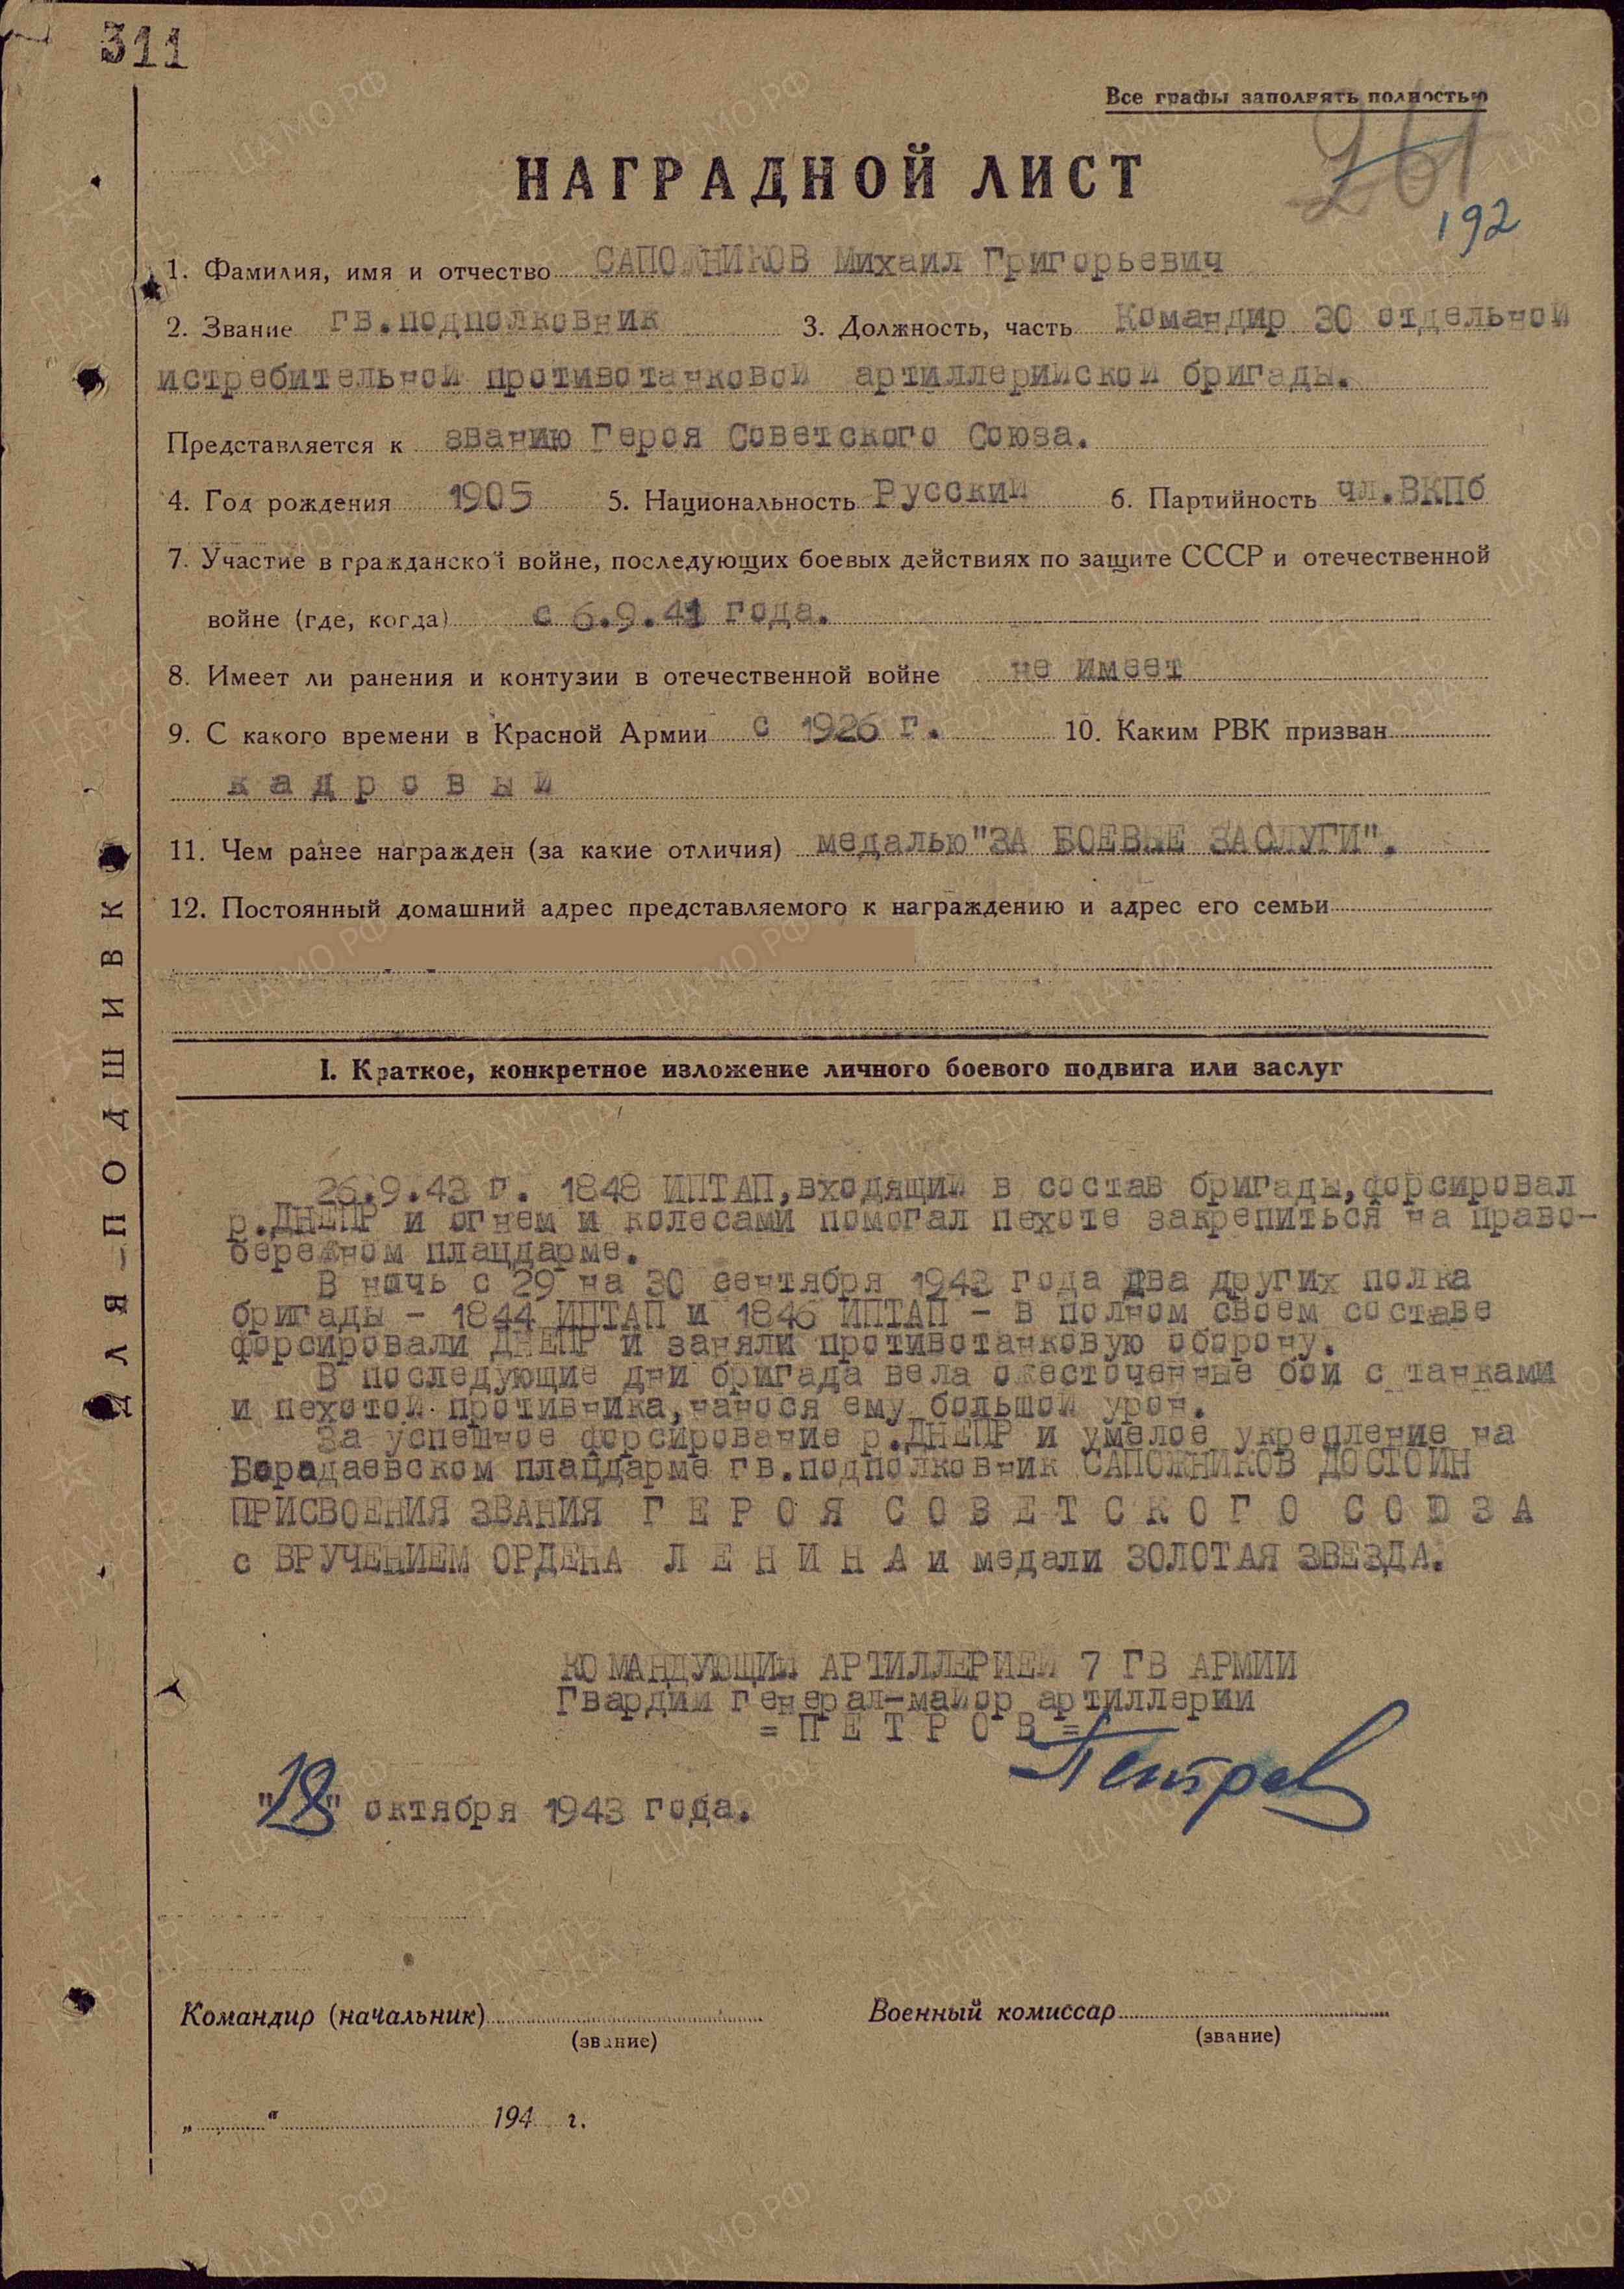 311
Все графы заполнять полностью
261
192
НАГРАДНОЙ ЛИСТ
1. Фамилия, имя и отчество САПОЖНИКОВ Михаил Григорьевич
2. Звание гв.подполковник 3. Должность, часть Командир 30 отдельной
истребительной противотанковой артиллерийской бригады.
Представляется к званию Героя Советского Союза.
4. Год рождения 1905 5. Национальность Русский 6. Партийность чл.ВКПб
7. Участие в гражданской войне, последующих боевых действиях по защите СССР и отечественной
войне (где, когда) с 6.9.41 года.
8. Имеет ли ранения и контузии в отечественной войне не имеет
9. С какого времени в Красной Армии с 1926 г. 10. Каким РВК призван
к а д р о в ы й
11. Чем ранее награжден (за какие отличия) медалью "ЗА БОЕВЫЕ ЗАСЛУГИ".
12. Постоянный домашний адрес представляемого к награждению и адрес его семьи
I. Краткое, конкретное изложение личного боевого подвига или заслуг
26.9.43 г. 1848 ИПТАП, входящий в состав бригады, форсировал
р.ДНЕПР и огнем и колесами помогал пехоте закрепиться на право-
бережном плацдарме.
В ночь с 29 на 30 сентября 1943 года два других полка
бригады - 1844 ИПТАП и 1846 ИПТАП - в полном своем составе
форсировали ДНЕПР и заняли противотанковую оборону.
В последующие дни бригада вела ожесточенные бои с танками
и пехотой противника, нанося ему большой урон.
За успешное форсирование р.ДНЕПР и умелое укрепление на
Бородаевском плацдарме гв.подполковник САПОЖНИКОВ ДОСТОИН
ПРИСВОЕНИЯ ЗВАНИЯ Г Е Р О Я С О В Е Т С К О Г О С О Ю З А
с ВРУЧЕНИЕМ ОРДЕНА Л Е Н И Н А и медали ЗОЛОТАЯ ЗВЕЗДА.
КОМАНДУЮЩИЙ АРТИЛЛЕРИЕЙ 7 ГВ АРМИИ
Гвардии генерал-майор артиллерии
= П Е Т Р О В =
Петров
"18" октября 1943 года.
Командир (начальник) Военный комиссар
(звание) (звание)
„ “ 194 г.
ДЛЯ ПОДШИВКИ
ПАМЯТЬ НАРОДА
ЦА МО РФ